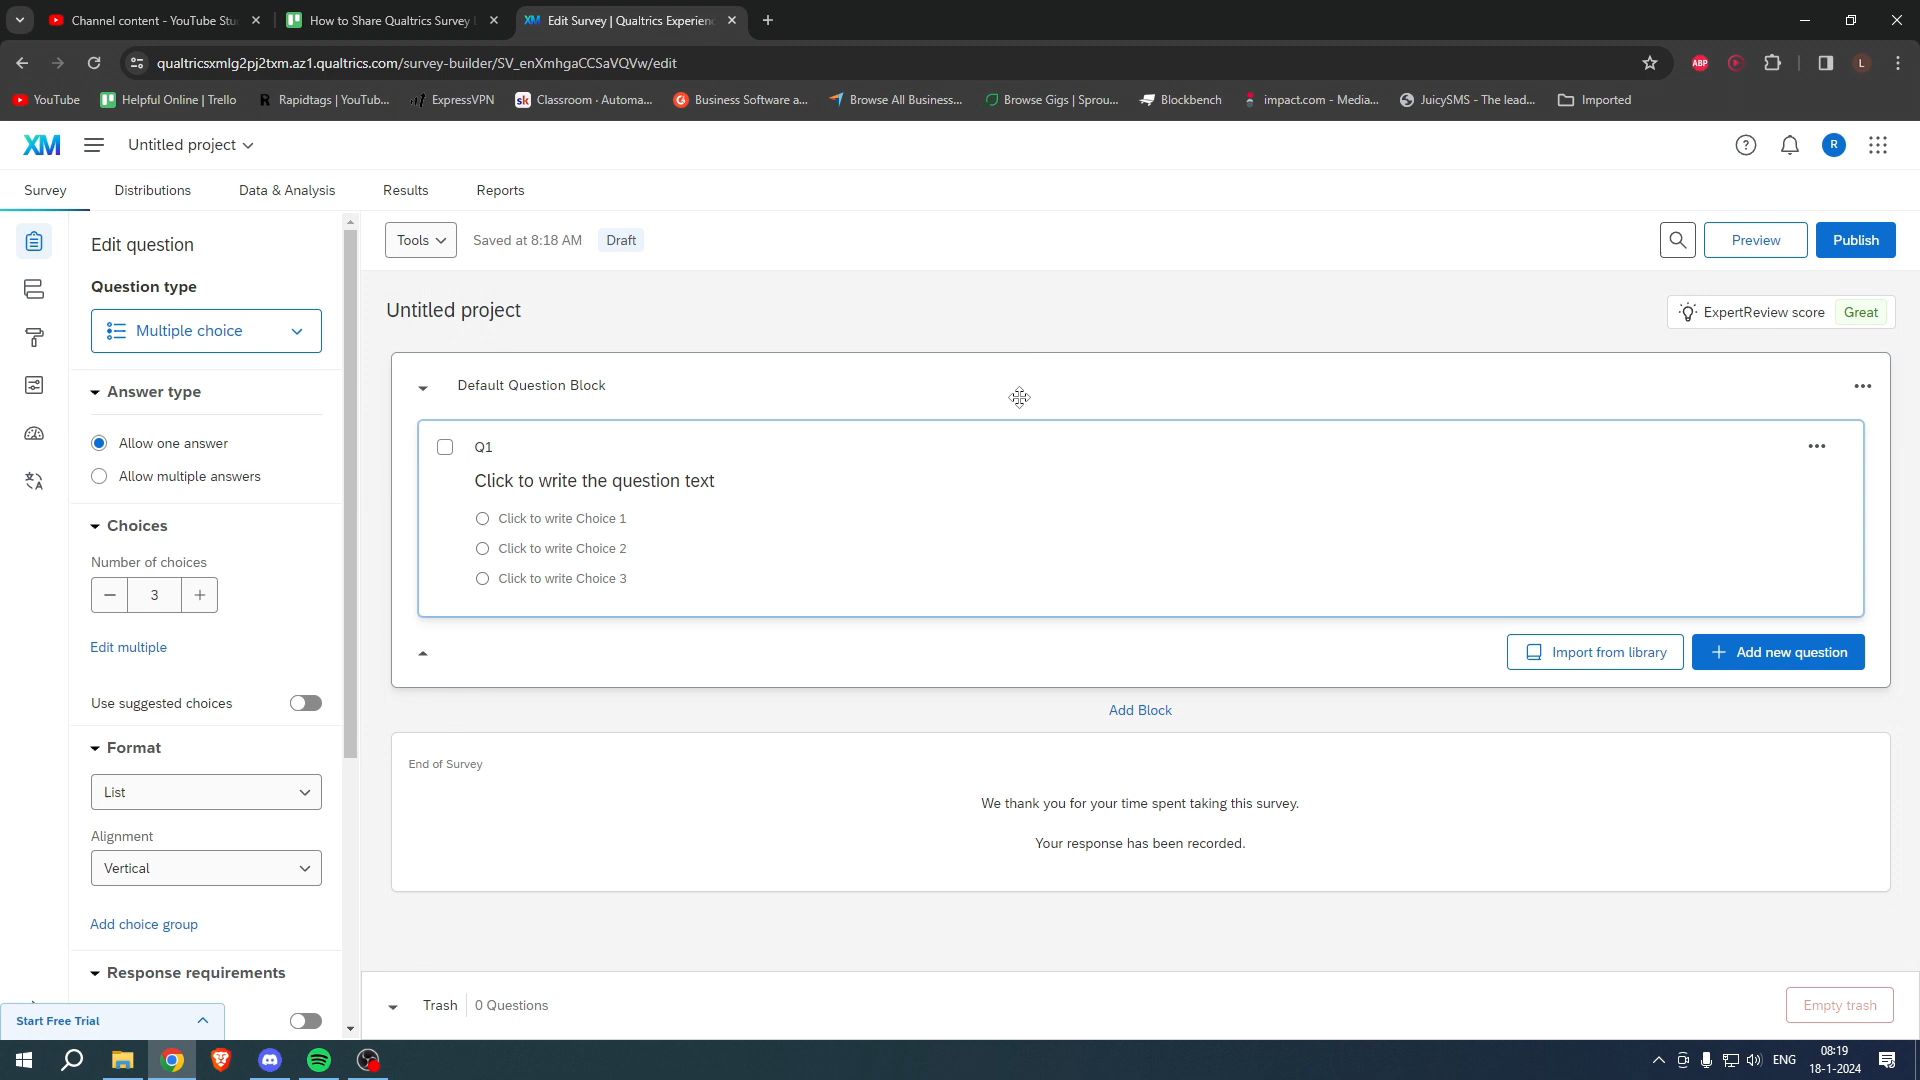 Channel content - YouTube Stu
How to Share Qualtrics Survey
XM Edit Survey | Qualtrics Experien
qualtricsxmlg2pj2txm.az1.qualtrics.com/survey-builder/SV_enXmhgaCCSaVQVw/edit
ABP
L
YouTube
Helpful Online | Trello
R Rapidtags | YouTub...
ExpressVPN
sk Classroom - Automa...
Business Software a...
Browse All Business...
Browse Gigs | Sprou...
Blockbench
impact.com - Media...
JuicySMS - The lead...
Imported
XM
Untitled project
R
Survey
Distributions
Data & Analysis
Results
Reports
Edit question
Question type
Multiple choice
Answer type
Allow one answer
Allow multiple answers
Choices
Number of choices
3
Edit multiple
Use suggested choices
Format
List
Alignment
Vertical
Add choice group
Response requirements
Start Free Trial
Tools
Saved at 8:18 AM
Draft
Preview
Publish
Untitled project
ExpertReview score
Great
Default Question Block
Q1
Click to write the question text
Click to write Choice 1
Click to write Choice 2
Click to write Choice 3
Import from library
Add new question
Add Block
End of Survey
We thank you for your time spent taking this survey.
Your response has been recorded.
Trash
0 Questions
Empty trash
ENG
08:19
18-1-2024